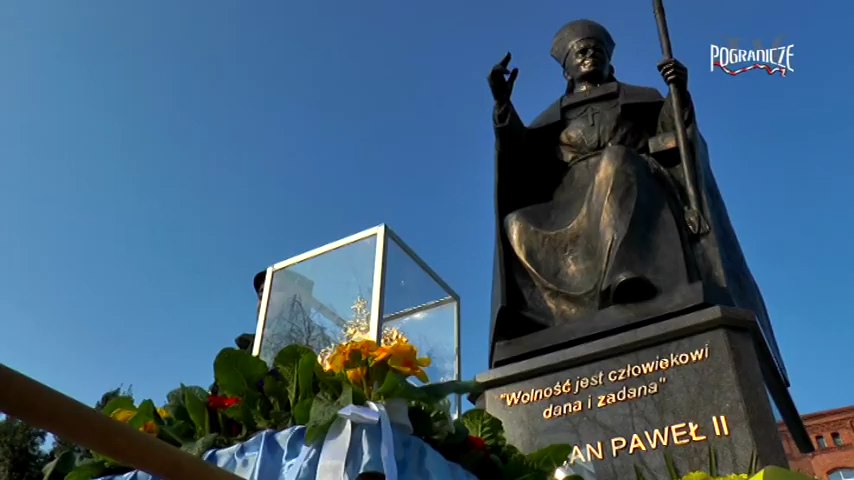 POGRANICZE
"Wolność jest człowiekowi
dana i zadana"
AN PAWEŁ II